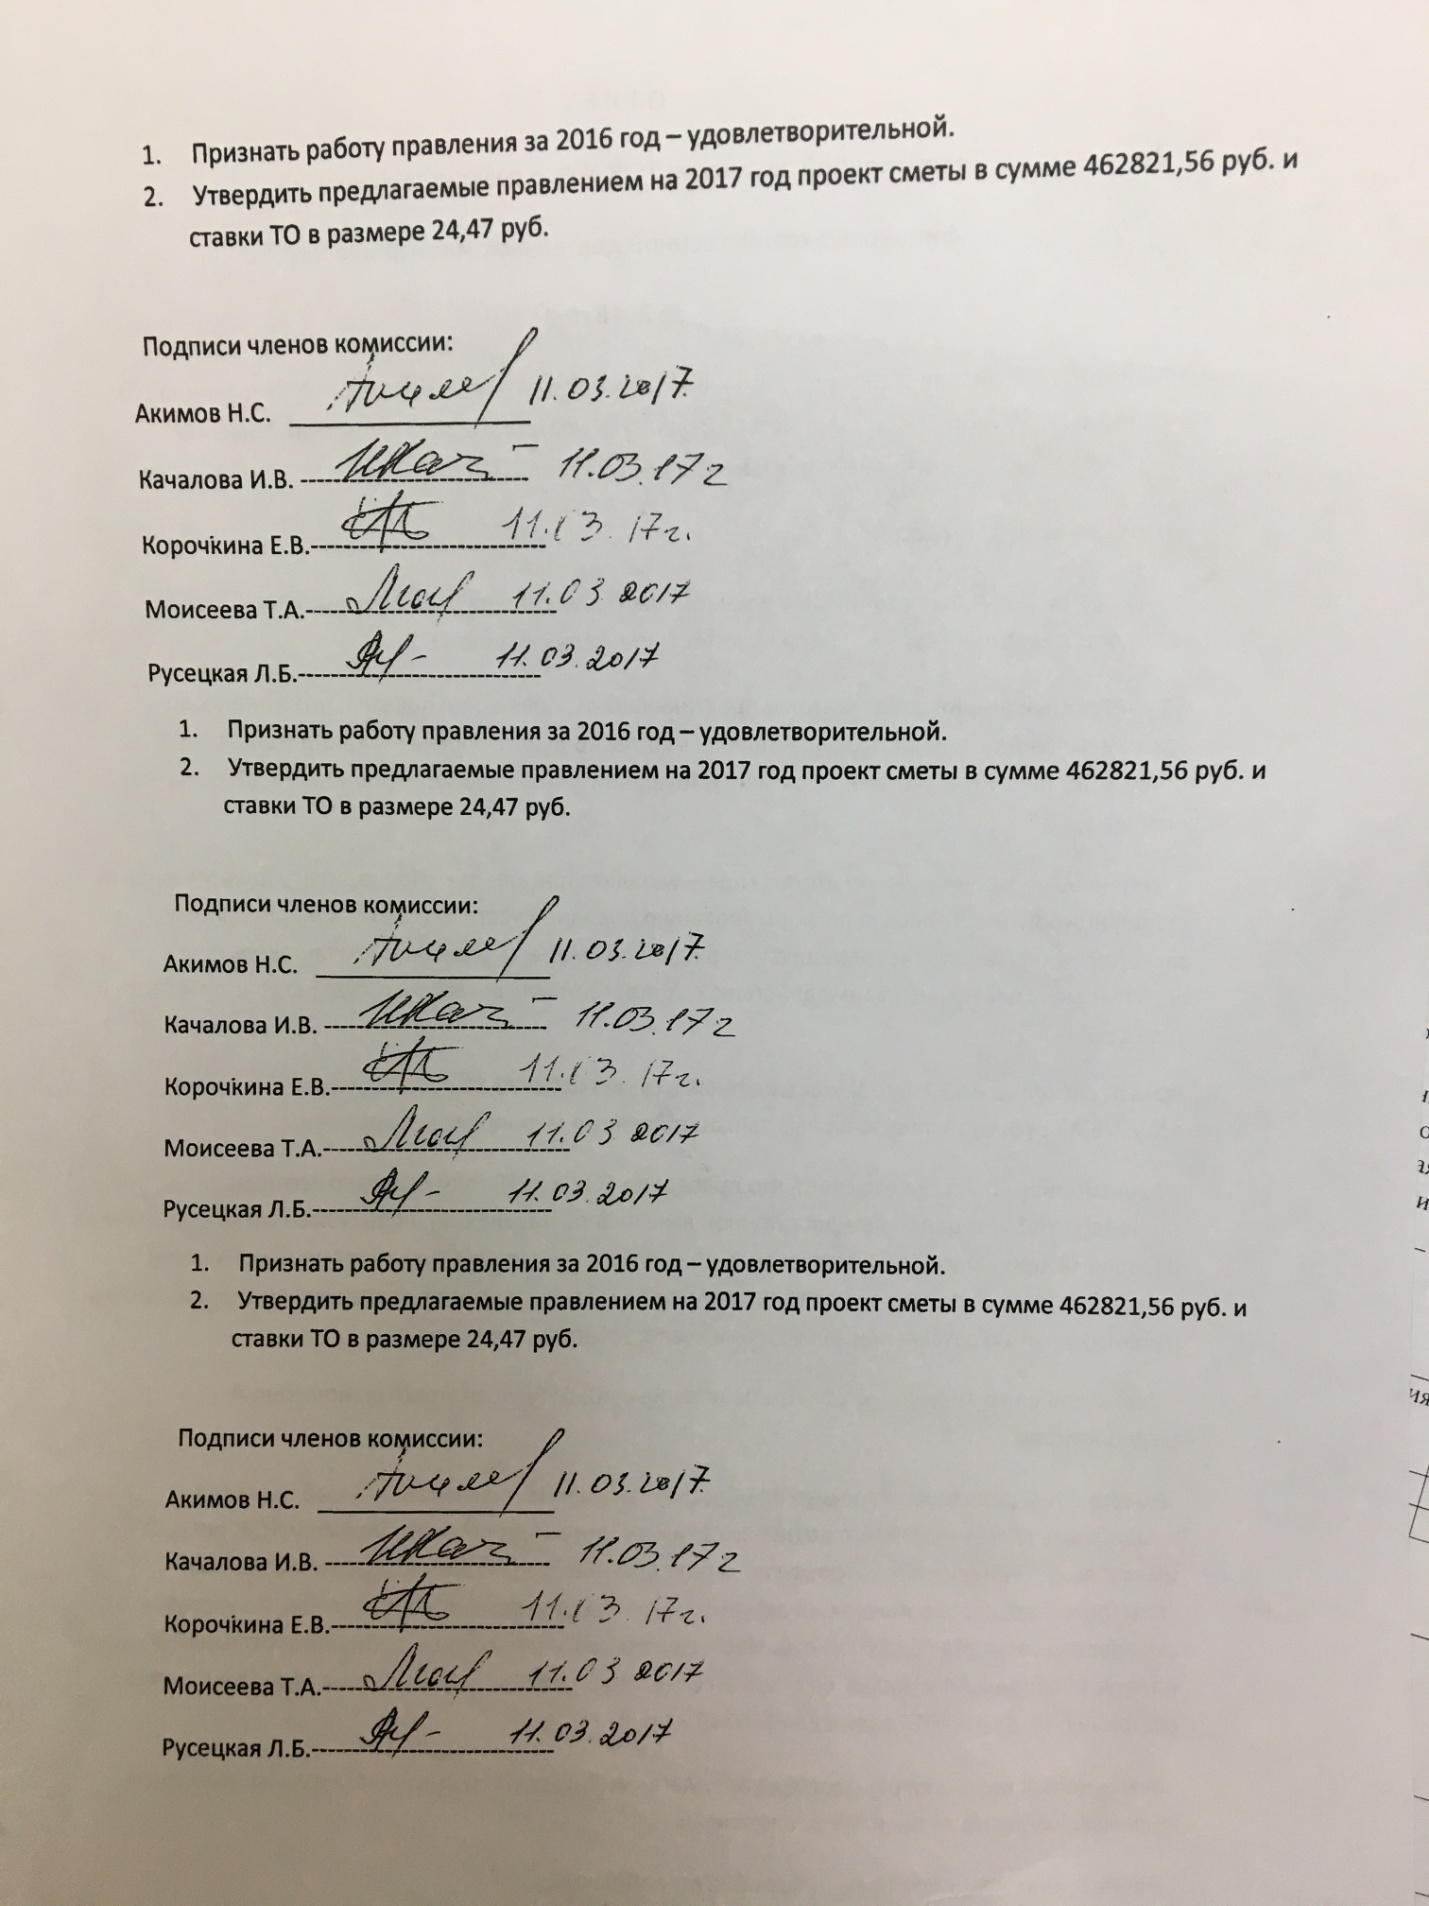 1. Признать работу правления за 2016 год – удовлетворительной.
2. Утвердить предлагаемые правлением на 2017 год проект сметы в сумме 462821,56 руб. и
ставки ТО в размере 24,47 руб.
Подписи членов комиссии:
Акимов Н.С. 11.03.2017.
Качалова И.В. 11.03.17г
Корочкина Е.В. 11.03.17г.
Моисеева Т.А. 11.03 2017
Русецкая Л.Б. 11.03.2017
1. Признать работу правления за 2016 год – удовлетворительной.
2. Утвердить предлагаемые правлением на 2017 год проект сметы в сумме 462821,56 руб. и
ставки ТО в размере 24,47 руб.
Подписи членов комиссии:
Акимов Н.С. 11.03.2017.
Качалова И.В. 11.03.17г
Корочкина Е.В. 11.03.17г.
Моисеева Т.А. 11.03 2017
Русецкая Л.Б. 11.03.2017
1. Признать работу правления за 2016 год – удовлетворительной.
2. Утвердить предлагаемые правлением на 2017 год проект сметы в сумме 462821,56 руб. и
ставки ТО в размере 24,47 руб.
Подписи членов комиссии:
Акимов Н.С. 11.03.2017.
Качалова И.В. 11.03.17г
Корочкина Е.В. 11.03.17г.
Моисеева Т.А. 11.03 2017
Русецкая Л.Б. 11.03.2017